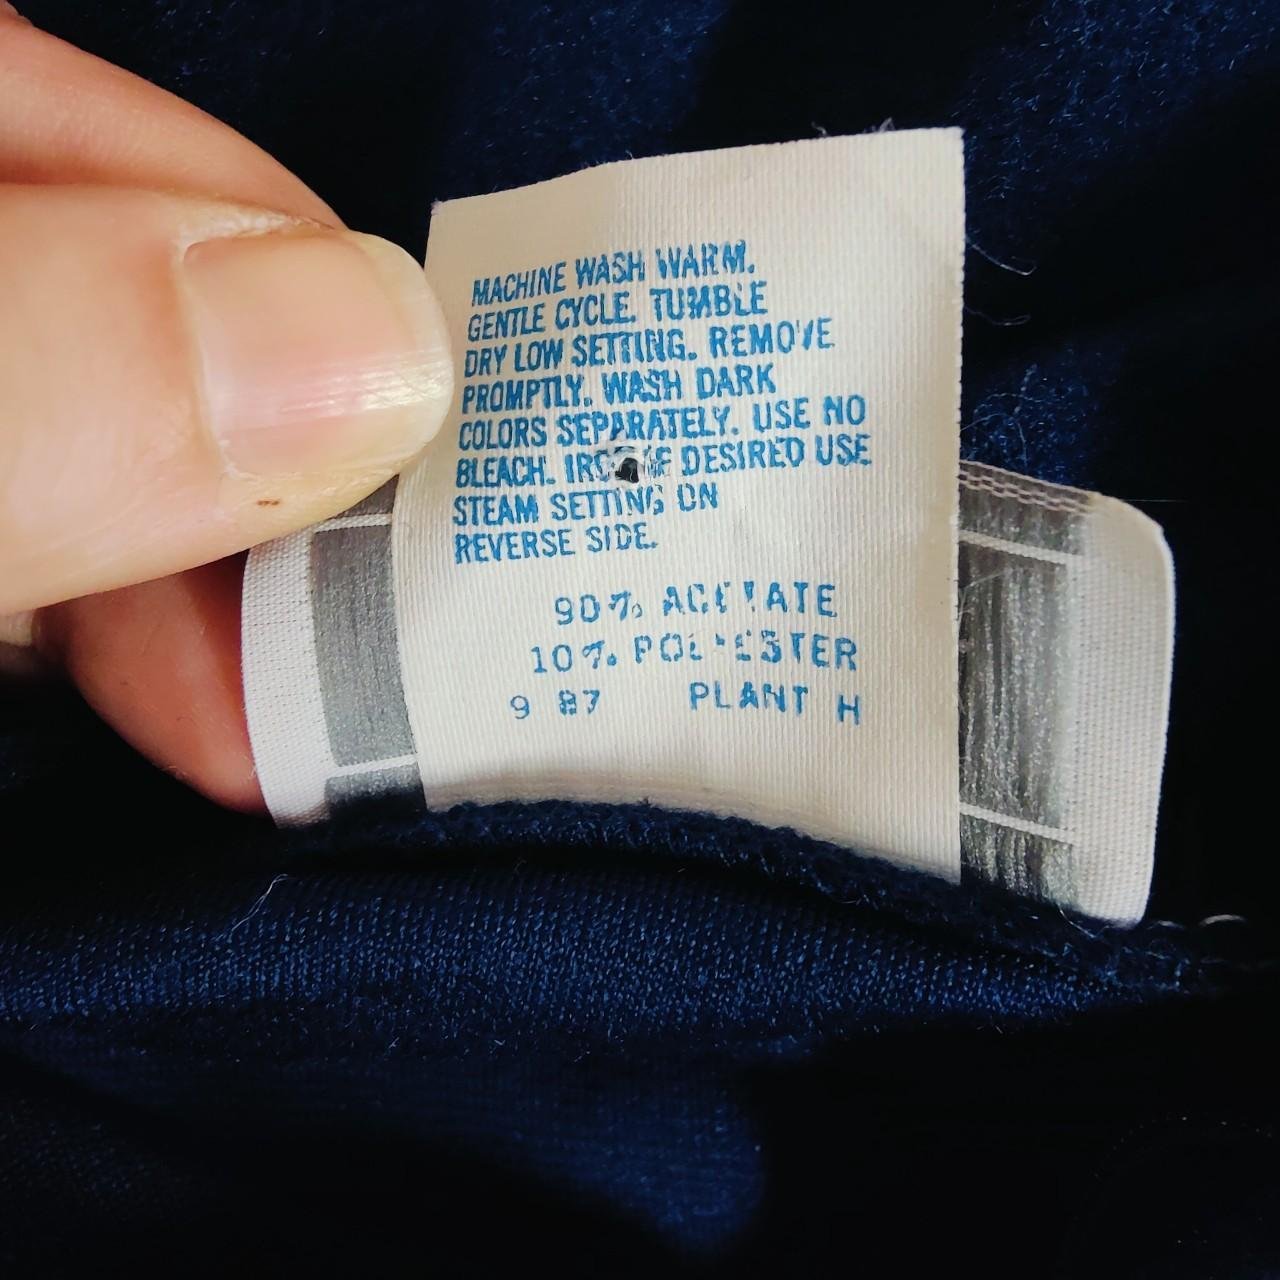 MACHINE WASH WARM.
GENTLE CYCLE. TUMBLE
DRY LOW SETTING. REMOVE
PROMPTLY. WASH DARK
COLORS SEPARATELY. USE NO
BLEACH. IRON IF DESIRED USE
STEAM SETTING ON
REVERSE SIDE.
90% ACETATE
10% POLYESTER
9 87 PLANT H